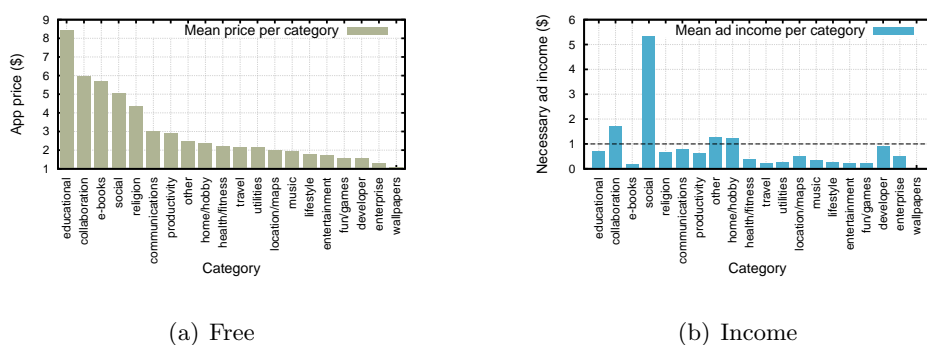 9
8
7
6
5
4
3
2
1
App price ($)
Mean price per category
educational
collaboration
e-books
social
religion
communications
productivity
other
home/hobby
health/fitness
travel
utilities
location/maps
music
lifestyle
entertainment
fun/games
developer
enterprise
wallpapers
Category
(a) Free
6
5
4
3
2
1
0
Necessary ad income ($)
Mean ad income per category
educational
collaboration
e-books
social
religion
communications
productivity
other
home/hobby
health/fitness
travel
utilities
location/maps
music
lifestyle
entertainment
fun/games
developer
enterprise
wallpapers
Category
(b) Income